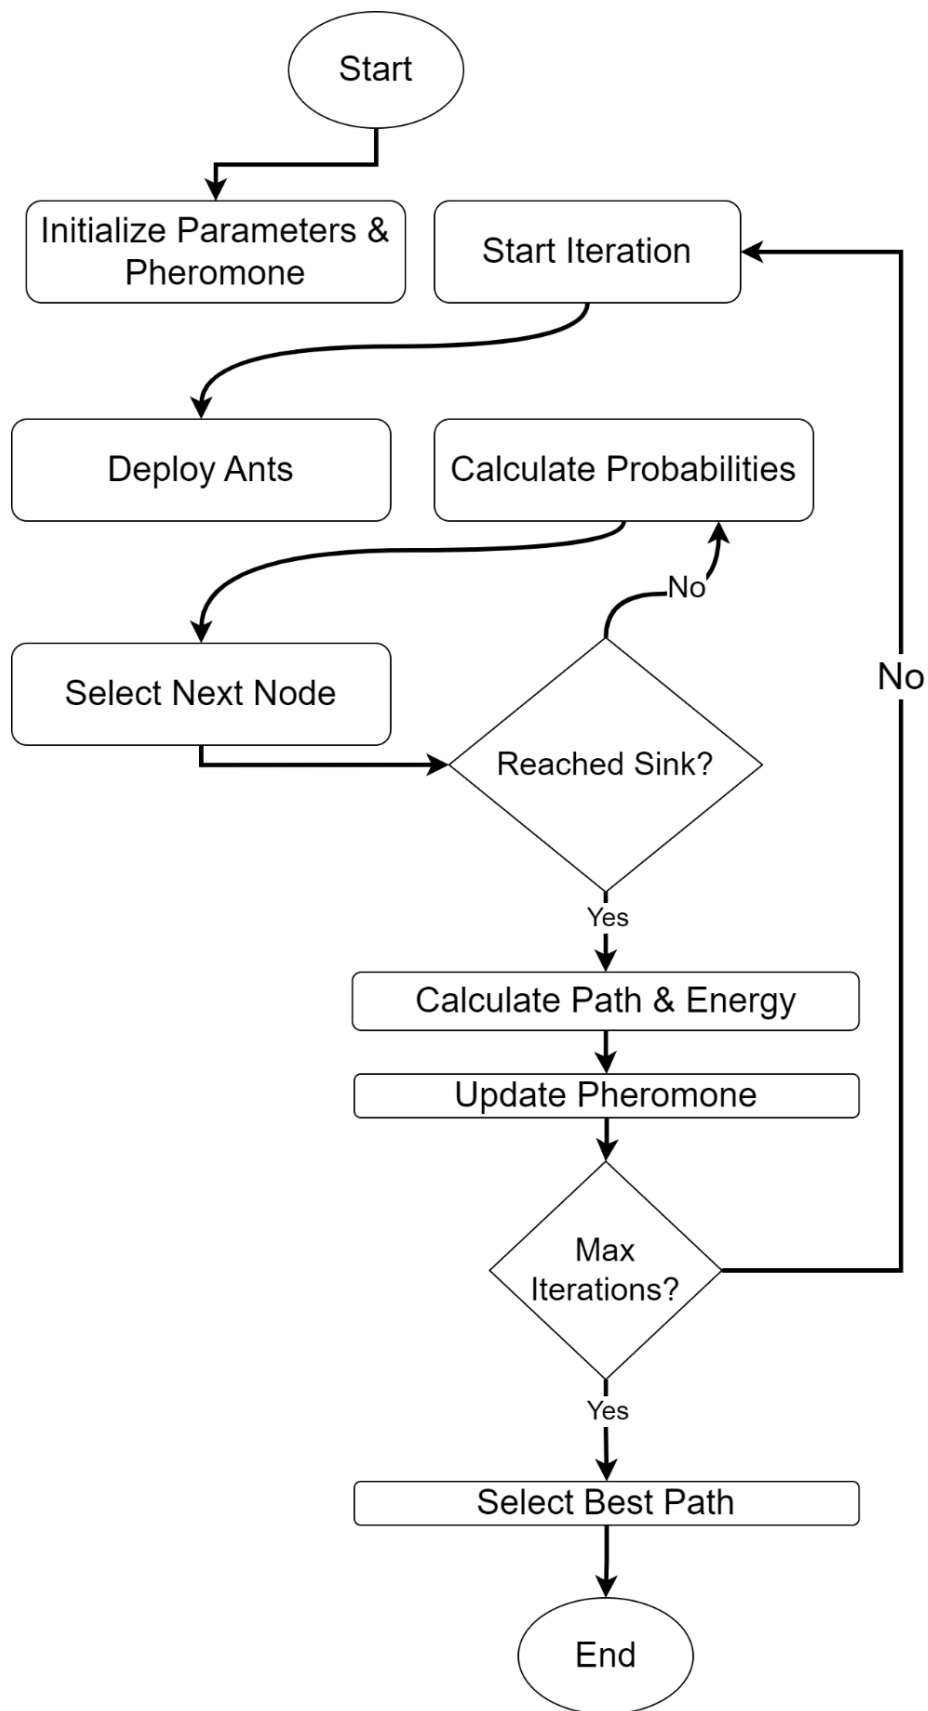 Start
Initialize Parameters &
Pheromone
Start Iteration
Deploy Ants
Calculate Probabilities
No
Select Next Node
No
Reached Sink?
Yes
Calculate Path & Energy
Update Pheromone
Max
Iterations?
Yes
Select Best Path
End